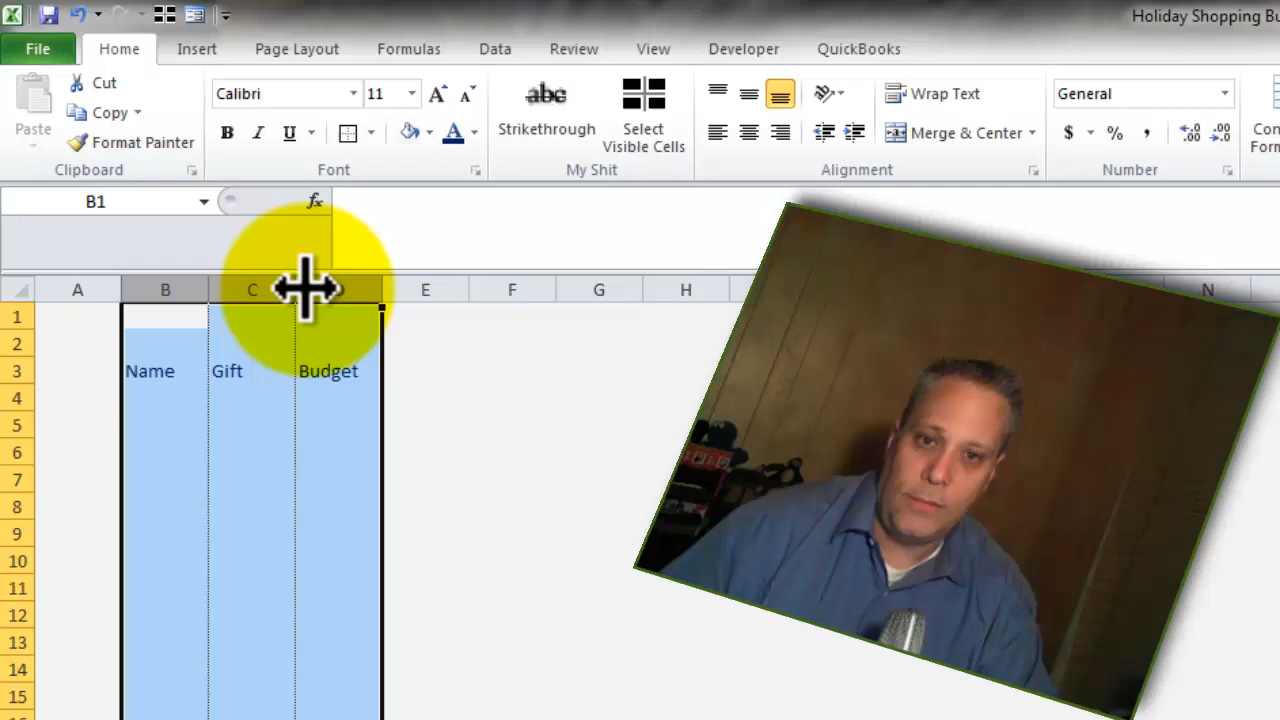 Holiday Shopping Bu
File Home Insert Page Layout Formulas Data Review View Developer QuickBooks
Paste
Cut
Copy
Format Painter
Clipboard
Calibri 11
B I U
Font
abc
Strikethrough
Select
Visible Cells
My Shit
Wrap Text
Merge & Center
Alignment
General
$ % ,
.00 .0
Number
Con
Form
B1 fx
A B C E F G H N
1
2
3 Name Gift Budget
4
5
6
7
8
9
10
11
12
13
14
15